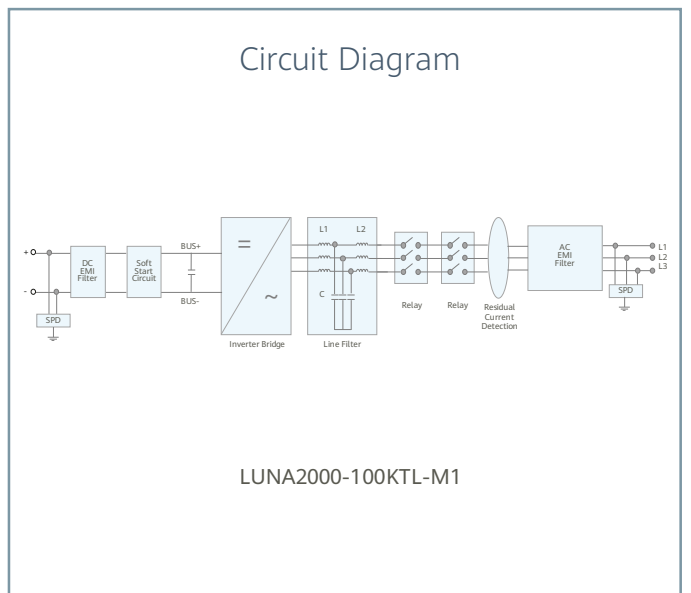 Circuit Diagram
+
-
SPD
DC
EMI
Filter
Soft
Start
Circuit
BUS+
BUS-
=
~
Inverter Bridge
L1
L2
C
Line Filter
Relay
Relay
Residual
Current
Detection
AC
EMI
Filter
L1
L2
L3
SPD
LUNA2000-100KTL-M1